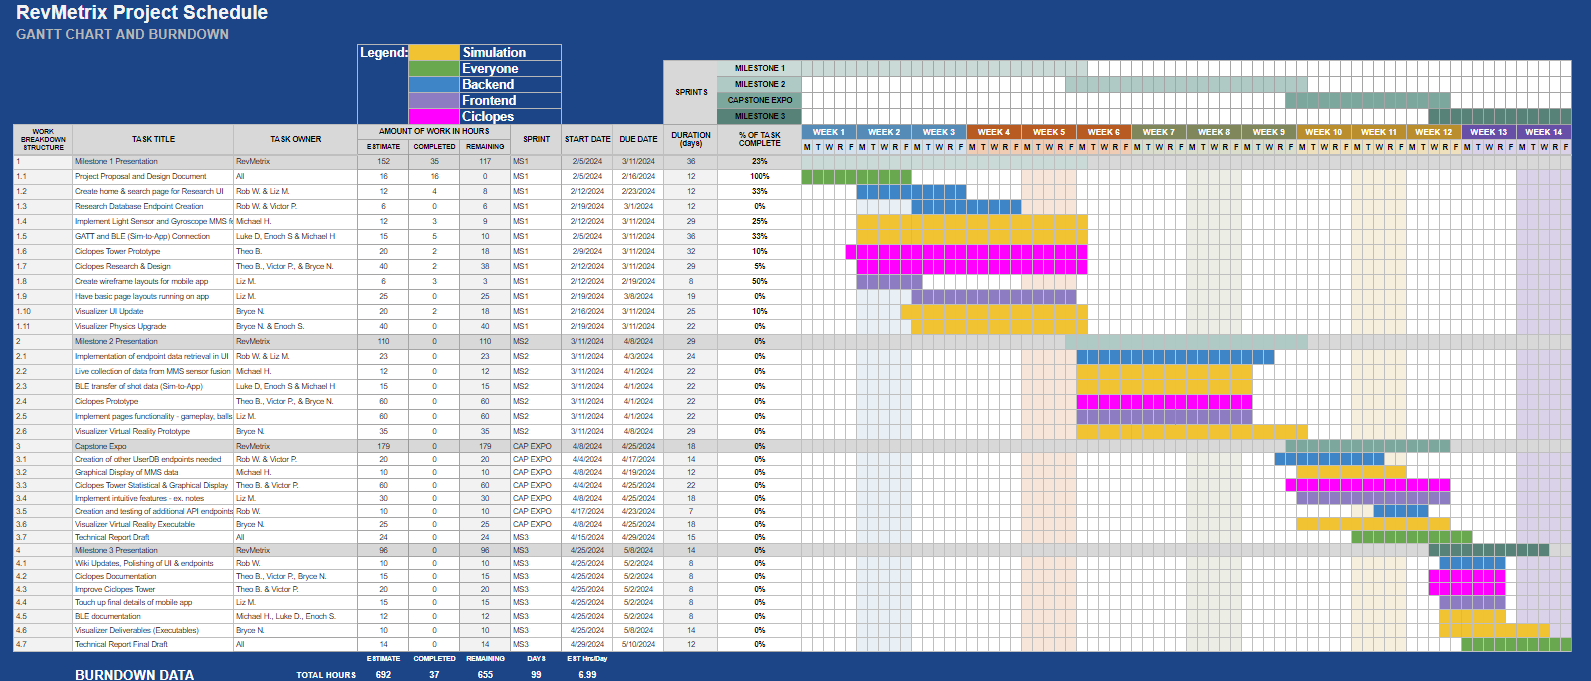 RevMetrix Project Schedule
GANTT CHART AND BURNDOWN
Legend: Simulation
Everyone
Backend
Frontend
Ciclopes
SPRINTS
MILESTONE 1
MILESTONE 2
CAPSTONE EXPO
MILESTONE 3
WORK BREAKDOWN STRUCTURE TASK TITLE TASK OWNER AMOUNT OF WORK IN HOURS SPRINT START DATE DUE DATE DURATION (days) % OF TASK COMPLETE WEEK 1 WEEK 2 WEEK 3 WEEK 4 WEEK 5 WEEK 6 WEEK 7 WEEK 8 WEEK 9 WEEK 10 WEEK 11 WEEK 12 WEEK 13 WEEK 14
ESTIMATE COMPLETED REMAINING M T W R F M T W R F M T W R F M T W R F M T W R F M T W R F M T W R F M T W R F M T W R F M T W R F M T W R F M T W R F M T W R F M T W R F
1 Milestone 1 Presentation RevMetrix 152 35 117 MS1 2/5/2024 3/11/2024 36 23%
1.1 Project Proposal and Design Document All 16 16 0 MS1 2/5/2024 2/16/2024 12 100%
1.2 Create home & search page for Research UI Rob W. & Liz M. 12 4 8 MS1 2/12/2024 2/23/2024 12 33%
1.3 Research Database Endpoint Creation Rob W. & Victor P. 6 0 6 MS1 2/19/2024 3/1/2024 12 0%
1.4 Implement Light Sensor and Gyroscope MMS fe Michael H. 12 3 9 MS1 2/12/2024 3/11/2024 29 25%
1.5 GATT and BLE (Sim-to-App) Connection Luke D, Enoch S & Michael H 15 5 10 MS1 2/5/2024 3/11/2024 36 33%
1.6 Ciclopes Tower Prototype Theo B. 20 2 18 MS1 2/9/2024 3/11/2024 32 10%
1.7 Ciclopes Research & Design Theo B., Victor P., & Bryce N. 40 2 38 MS1 2/12/2024 3/11/2024 29 5%
1.8 Create wireframe layouts for mobile app Liz M. 6 3 3 MS1 2/12/2024 2/19/2024 8 50%
1.9 Have basic page layouts running on app Liz M. 25 0 25 MS1 2/19/2024 3/8/2024 19 0%
1.10 Visualizer UI Update Bryce N. 20 2 18 MS1 2/16/2024 3/11/2024 25 10%
1.11 Visualizer Physics Upgrade Bryce N. & Enoch S. 40 0 40 MS1 2/19/2024 3/11/2024 22 0%
2 Milestone 2 Presentation RevMetrix 110 0 110 MS2 3/11/2024 4/8/2024 29 0%
2.1 Implementation of endpoint data retrieval in UI Rob W. & Liz M. 23 0 23 MS2 3/11/2024 4/3/2024 24 0%
2.2 Live collection of data from MMS sensor fusion Michael H. 12 0 12 MS2 3/11/2024 4/1/2024 22 0%
2.3 BLE transfer of shot data (Sim-to-App) Luke D, Enoch S & Michael H 15 0 15 MS2 3/11/2024 4/1/2024 22 0%
2.4 Ciclopes Prototype Theo B., Victor P., & Bryce N. 60 0 60 MS2 3/11/2024 4/1/2024 22 0%
2.5 Implement pages functionality - gameplay, balls Liz M. 60 0 60 MS2 3/11/2024 4/1/2024 22 0%
2.6 Visualizer Virtual Reality Prototype Bryce N. 35 0 35 MS2 3/11/2024 4/8/2024 29 0%
3 Capstone Expo RevMetrix 179 0 179 CAP EXPO 4/8/2024 4/25/2024 18 0%
3.1 Creation of other UserDB endpoints needed Rob W. & Victor P. 20 0 20 CAP EXPO 4/4/2024 4/17/2024 14 0%
3.2 Graphical Display of MMS data Michael H. 10 0 10 CAP EXPO 4/8/2024 4/19/2024 12 0%
3.3 Ciclopes Tower Statistical & Graphical Display Theo B. & Victor P. 60 0 60 CAP EXPO 4/4/2024 4/25/2024 22 0%
3.4 Implement intuitive features - ex. notes Liz M. 30 0 30 CAP EXPO 4/8/2024 4/25/2024 18 0%
3.5 Creation and testing of additional API endpoints Rob W. 10 0 10 CAP EXPO 4/17/2024 4/23/2024 7 0%
3.6 Visualizer Virtual Reality Executable Bryce N. 25 0 25 CAP EXPO 4/8/2024 4/25/2024 18 0%
3.7 Technical Report Draft All 24 0 24 MS3 4/15/2024 4/29/2024 15 0%
4 Milestone 3 Presentation RevMetrix 96 0 96 MS3 4/25/2024 5/8/2024 14 0%
4.1 Wiki Updates, Polishing of UI & endpoints Rob W. 10 0 10 MS3 4/25/2024 5/2/2024 8 0%
4.2 Ciclopes Documentation Theo B., Victor P., Bryce N. 15 0 15 MS3 4/25/2024 5/2/2024 8 0%
4.3 Improve Ciclopes Tower Theo B. & Victor P. 20 0 20 MS3 4/25/2024 5/2/2024 8 0%
4.4 Touch up final details of mobile app Liz M. 15 0 15 MS3 4/25/2024 5/2/2024 8 0%
4.5 BLE documentation Michael H., Luke D., Enoch S. 12 0 12 MS3 4/25/2024 5/2/2024 8 0%
4.6 Visualizer Deliverables (Executables) Bryce N. 10 0 10 MS3 4/25/2024 5/8/2024 14 0%
4.7 Technical Report Final Draft All 14 0 14 MS3 4/29/2024 5/10/2024 12 0%
ESTIMATE COMPLETED REMAINING DAYS EST Hrs/Day
BURNDOWN DATA TOTAL HOURS 692 37 655 99 6.99